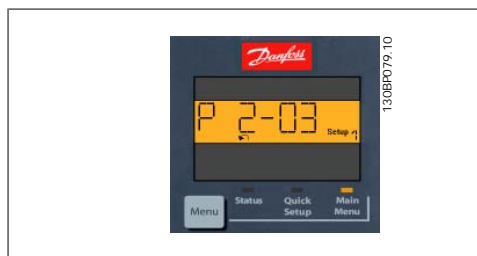 Danfoss
130BP079.10
P 2-03
Setup 1
Status
Quick Setup
Main Menu
Menu